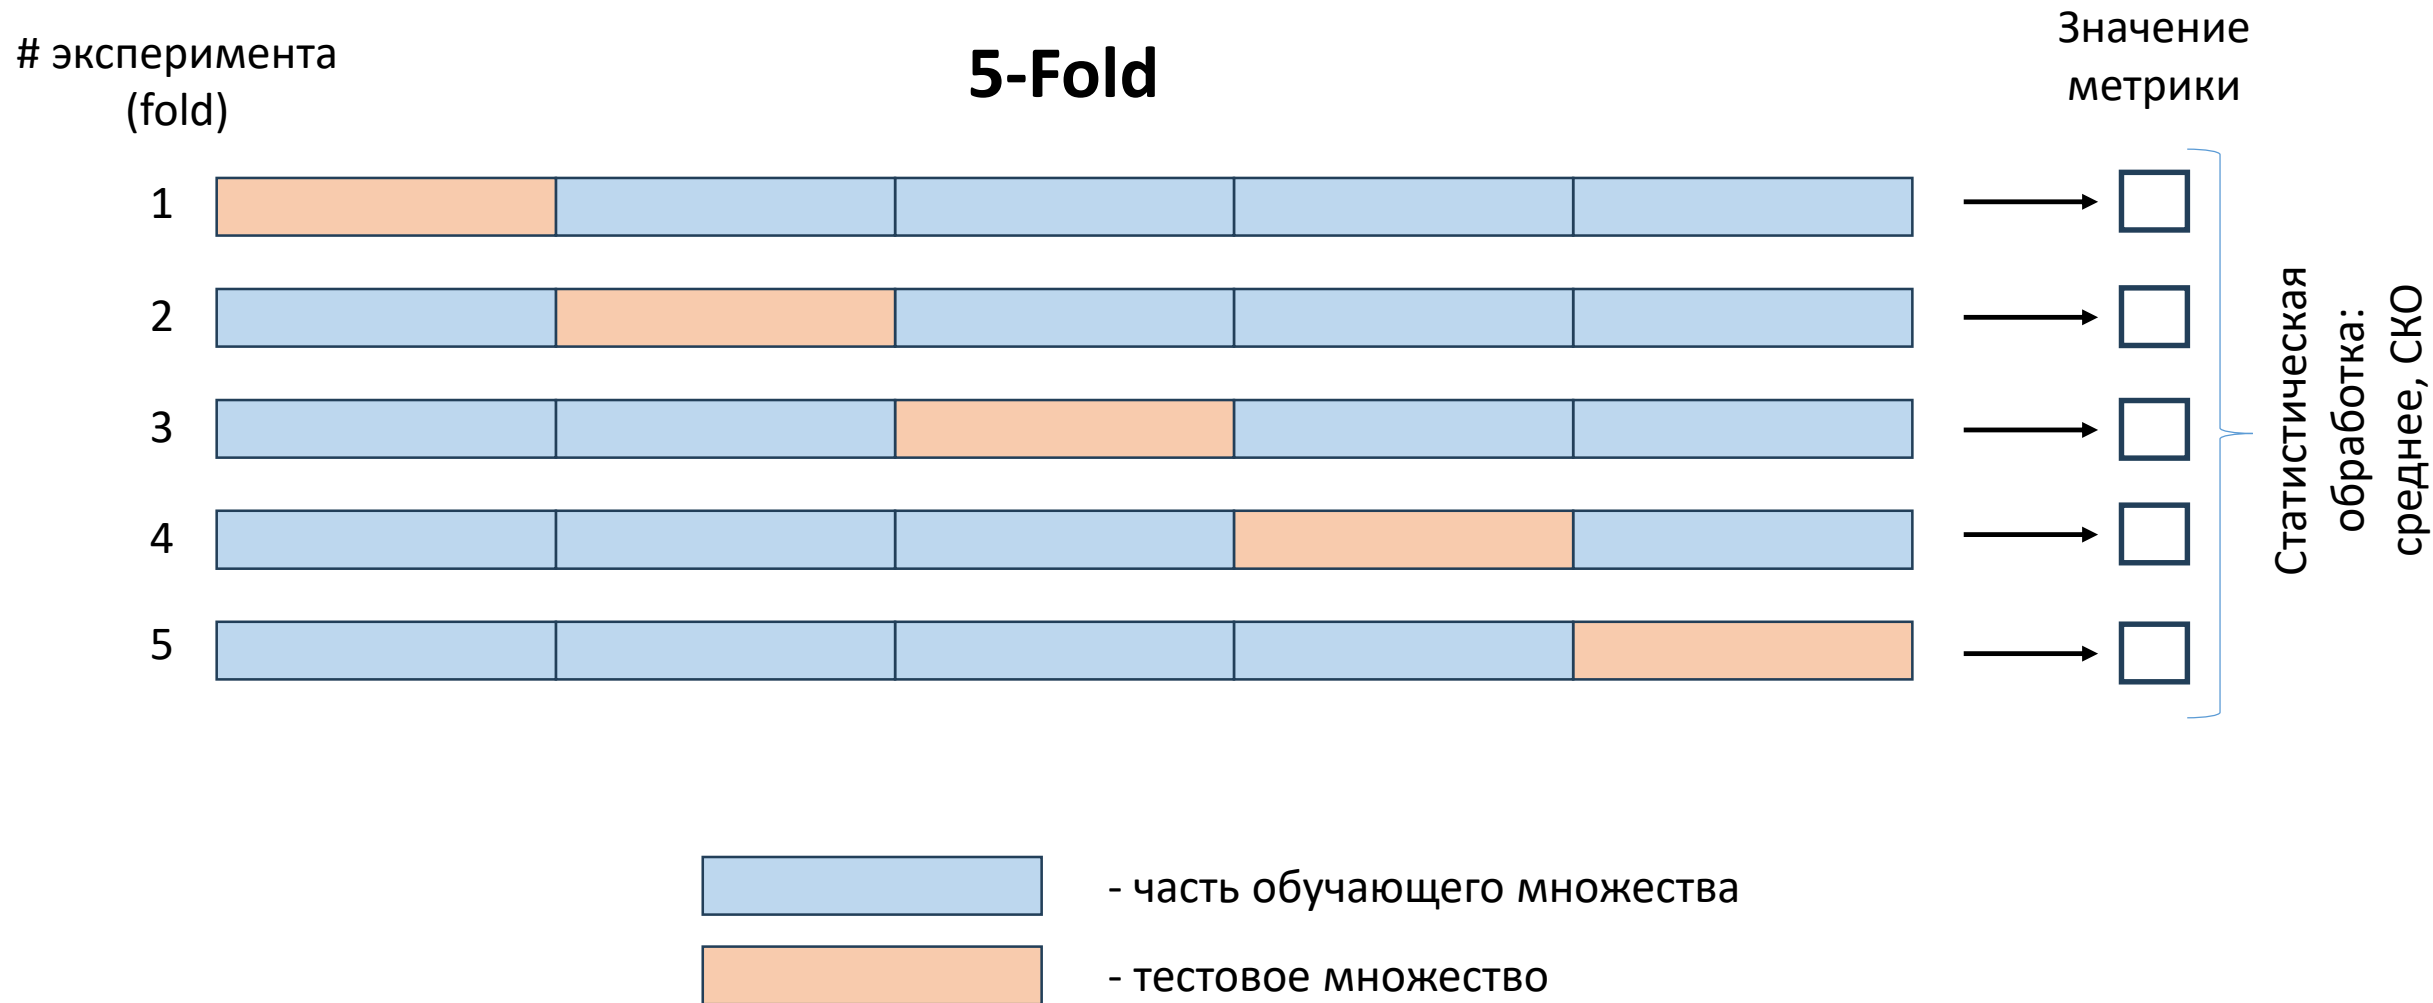 # эксперимента
(fold)
5-Fold
Значение
метрики
1
2
3
4
5
Статистическая
обработка:
среднее, СКО
- часть обучающего множества
- тестовое множество